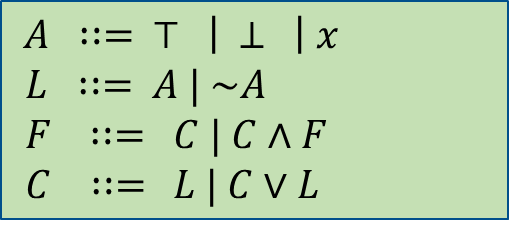 A ::= ⊤ | ⊥ | x
L ::= A | ~A
F ::= C | C ∧ F
C ::= L | C ∨ L